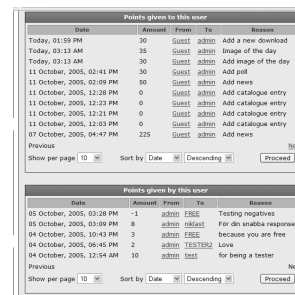 Points given to this user
Date Amount From To Reason
Today, 01:59 PM 30 Guest admin Add a new download
Today, 03:13 AM 35 Guest admin Image of the day
Today, 03:13 AM 30 Guest admin Add image of the day
11 October, 2005, 02:41 PM 30 Guest admin Add poll
11 October, 2005, 02:09 PM 50 Guest admin Add news
11 October, 2005, 12:28 PM 0 Guest admin Add catalogue entry
11 October, 2005, 12:23 PM 0 Guest admin Add catalogue entry
11 October, 2005, 12:21 PM 0 Guest admin Add catalogue entry
11 October, 2005, 12:03 PM 0 Guest admin Add catalogue entry
07 October, 2005, 04:47 PM 225 Guest admin Add news
Previous Ne
Show per page 10 Sort by Date Descending Proceed
Points given by this user
Date Amount From To Reason
05 October, 2005, 03:28 PM -1 admin FREE Testing negatives
05 October, 2005, 03:09 PM 8 admin niklast För din snabba response
04 October, 2005, 10:43 PM 3 admin FREE because you are free
04 October, 2005, 06:45 PM 2 admin TESTER2 Love
04 October, 2005, 12:54 AM 10 admin test for being a tester
Previous Ne
Show per page 10 Sort by Date Descending Proceed